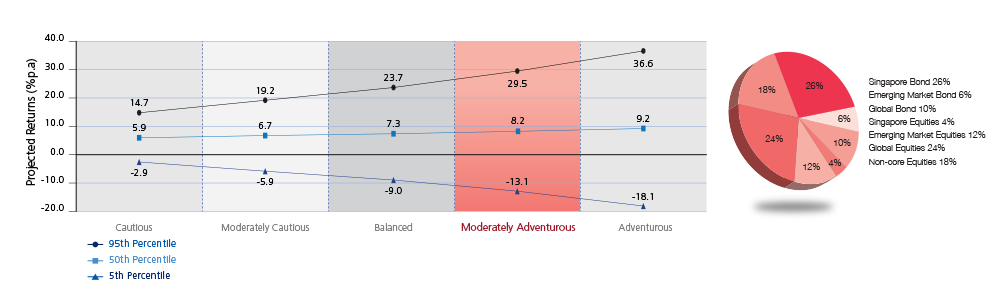 Projected Returns (%p.a)
40.0
30.0
20.0
10.0
0.0
-10.0
-20.0
14.7
19.2
23.7
29.5
36.6
5.9
6.7
7.3
8.2
9.2
-2.9
-5.9
-9.0
-13.1
-18.1
Cautious
Moderately Cautious
Balanced
Moderately Adventurous
Adventurous
95th Percentile
50th Percentile
5th Percentile
26%
6%
10%
4%
12%
24%
18%
Singapore Bond 26%
Emerging Market Bond 6%
Global Bond 10%
Singapore Equities 4%
Emerging Market Equities 12%
Global Equities 24%
Non-core Equities 18%